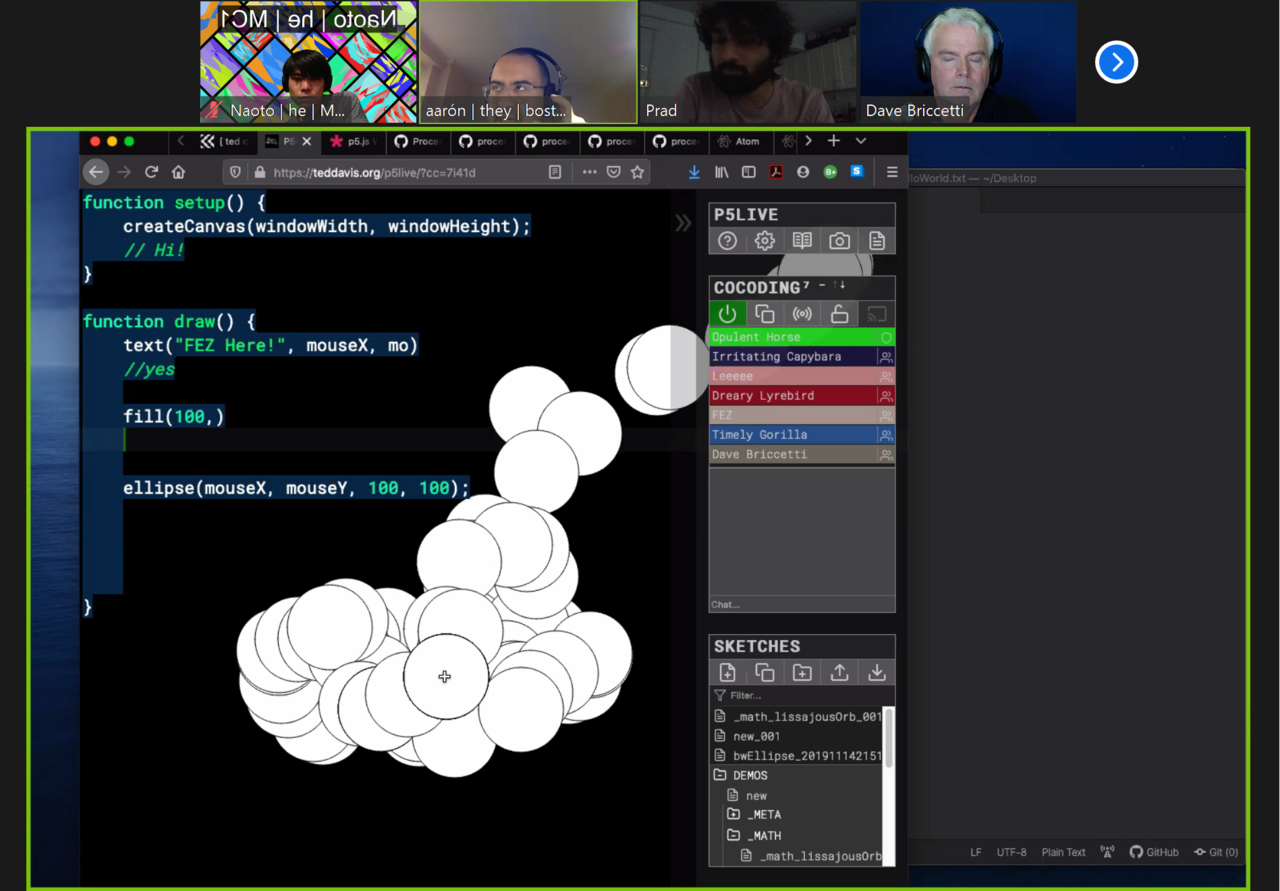 Naoto | he | MC1
Naoto | he | M...
aarón | they | bost...
Prad
Dave Briccetti
[ ted
P5
p5.js
Proce
proce
proce
proce
proce
Atom
https://teddavis.org/p5live/?cc=7i41d
loWorld.txt — ~/Desktop
function setup() {
createCanvas(windowWidth, windowHeight);
// Hi!
}
function draw() {
text("FEZ Here!", mouseX, mo)
//yes
fill(100,)
ellipse(mouseX, mouseY, 100, 100);
}
P5LIVE
COCODING 7
Opulent Horse
Irritating Capybara
Leeeee
Dreary Lyrebird
FEZ
Timely Gorilla
Dave Briccetti
Chat...
SKETCHES
Filter...
_math_lissajousOrb_001
new_001
bwEllipse_201911142151
DEMOS
new
_META
_MATH
_math_lissajousOrb
LF UTF-8 Plain Text GitHub Git (0)